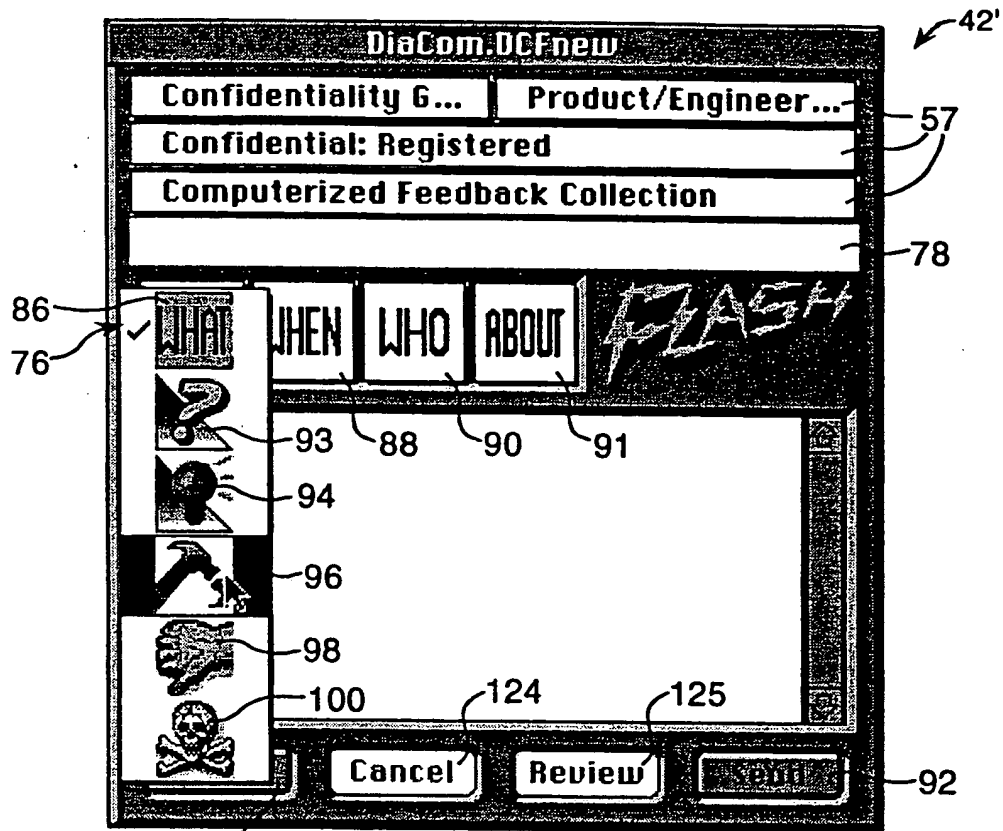 42'
DiaCom.DCFnew
Confidentiality G... Product/Engineer...
57
Confidential: Registered
Computerized Feedback Collection
78
86
76
WHAT WHEN WHO ABOUT FLASH
93 88 90 91
94
96
98
100 124 125
Cancel Review Send
92